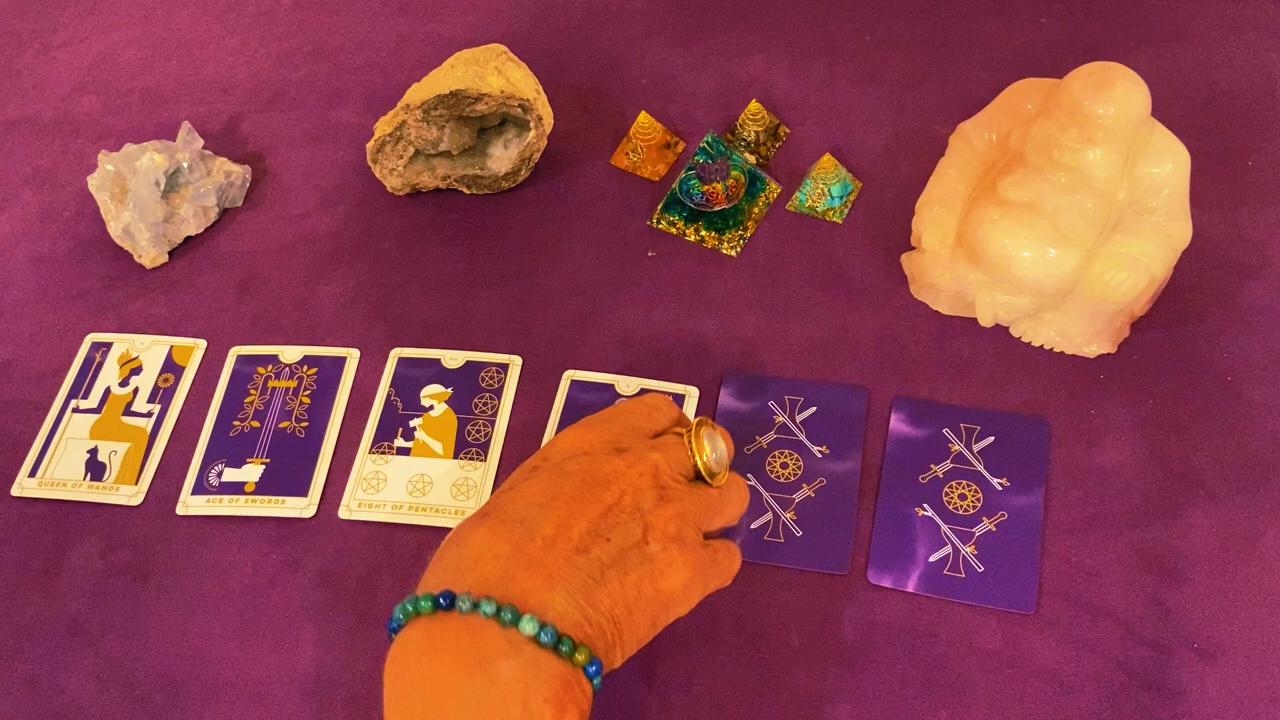 QUEEN OF WANDS
ACE OF SWORDS
EIGHT OF PENTACLES